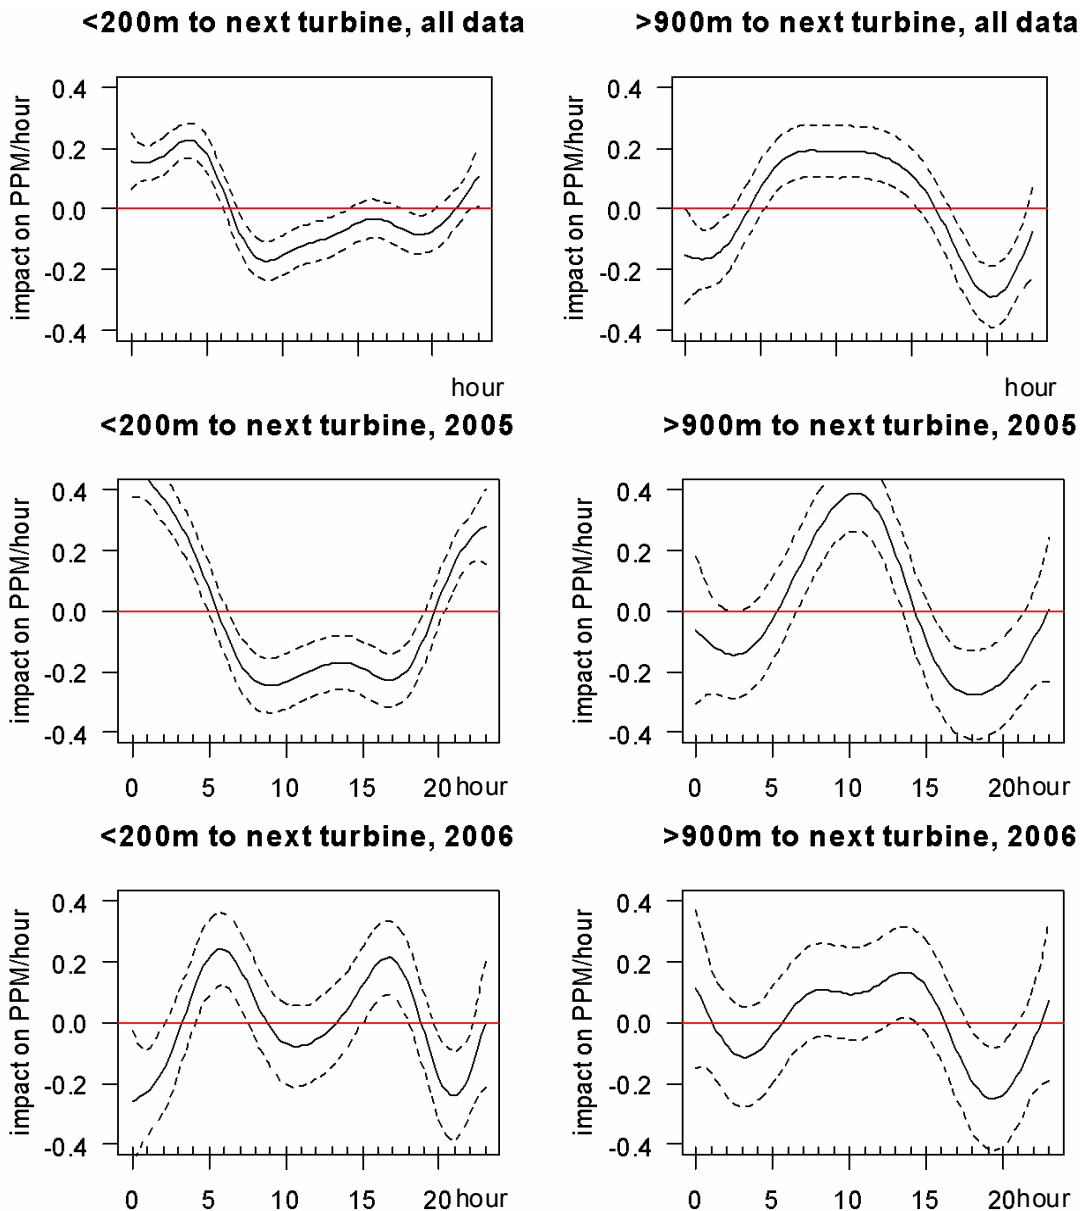 <200m to next turbine, all data
>900m to next turbine, all data
impact on PPM/hour
0.4
0.2
0.0
-0.2
-0.4
hour
impact on PPM/hour
0.4
0.2
0.0
-0.2
-0.4
hour
<200m to next turbine, 2005
>900m to next turbine, 2005
impact on PPM/hour
0.4
0.2
0.0
-0.2
-0.4
0 5 10 15 20 hour
impact on PPM/hour
0.4
0.2
0.0
-0.2
-0.4
0 5 10 15 20 hour
<200m to next turbine, 2006
>900m to next turbine, 2006
impact on PPM/hour
0.4
0.2
0.0
-0.2
-0.4
0 5 10 15 20 hour
impact on PPM/hour
0.4
0.2
0.0
-0.2
-0.4
0 5 10 15 20 hour